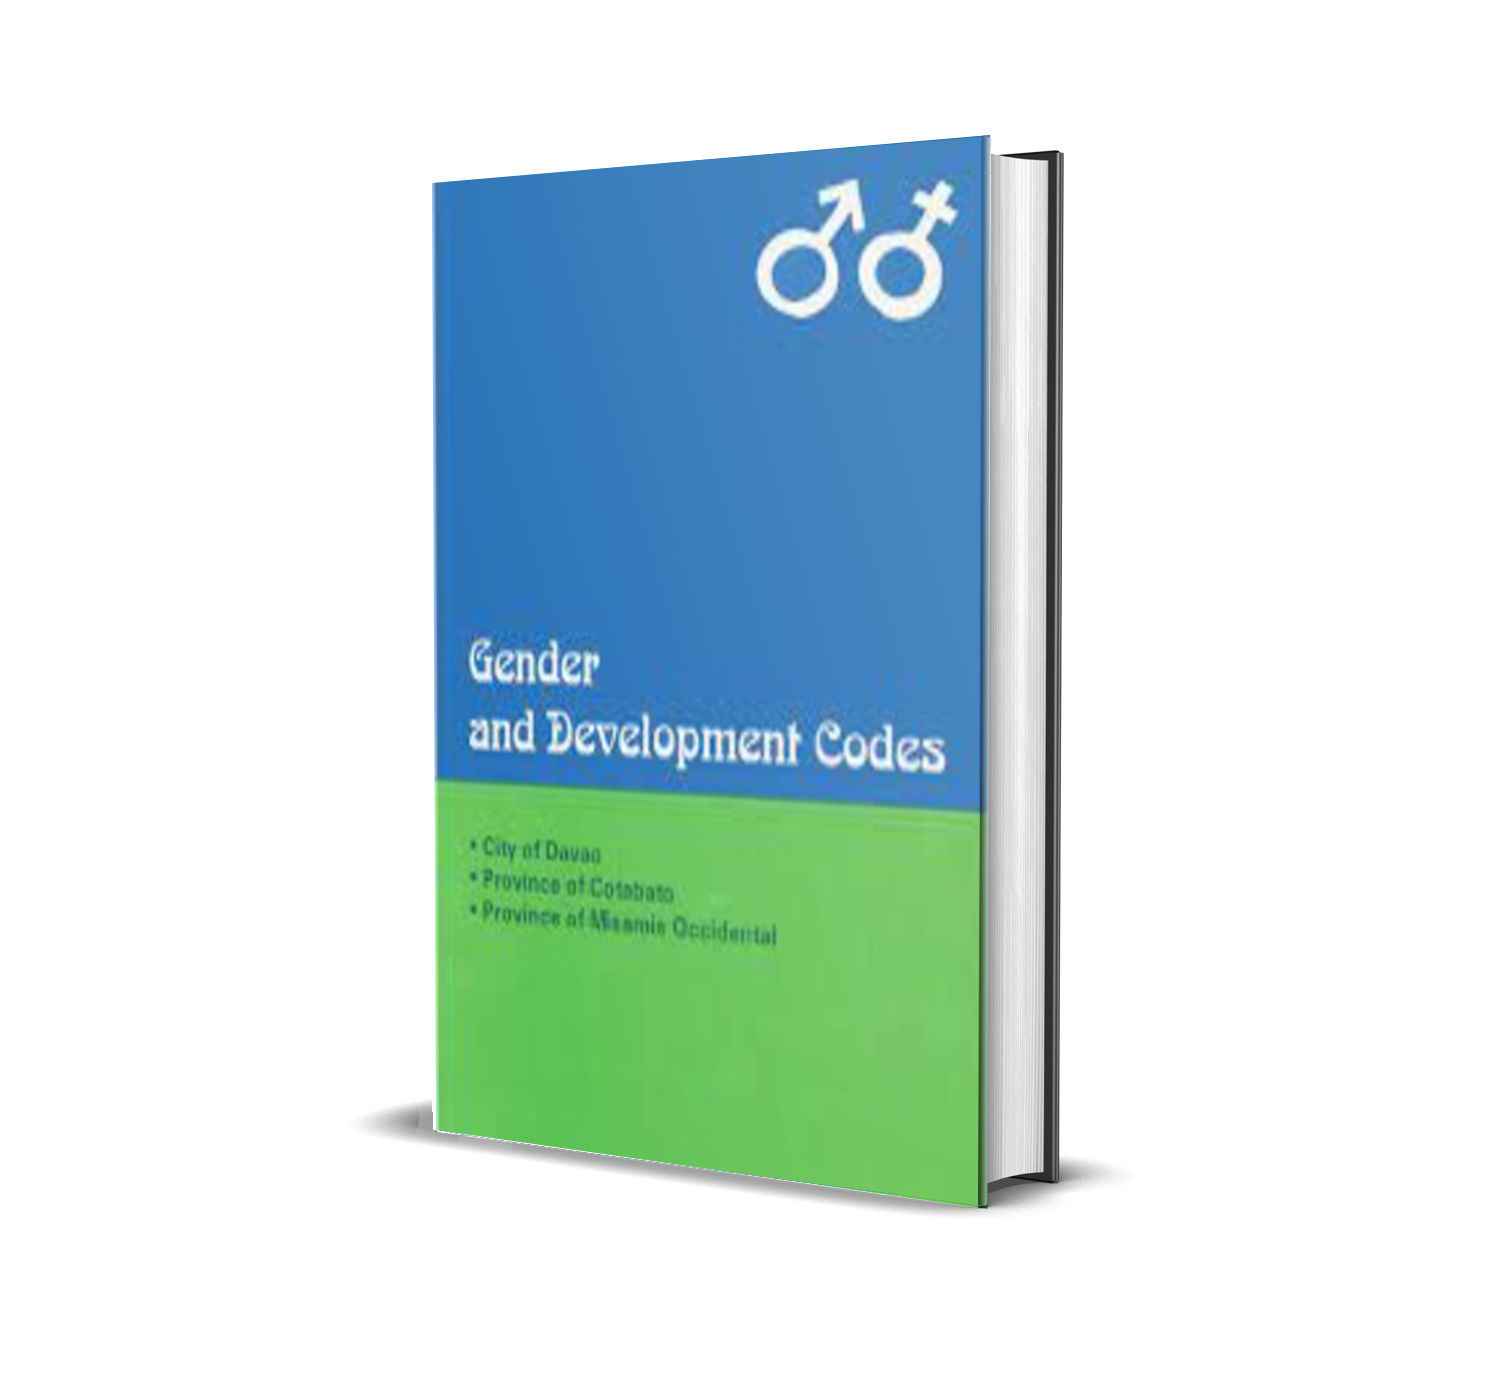 Gender
and Development Codes
• City of Davao
• Province of Cotabato
• Province of Misamis Occidental